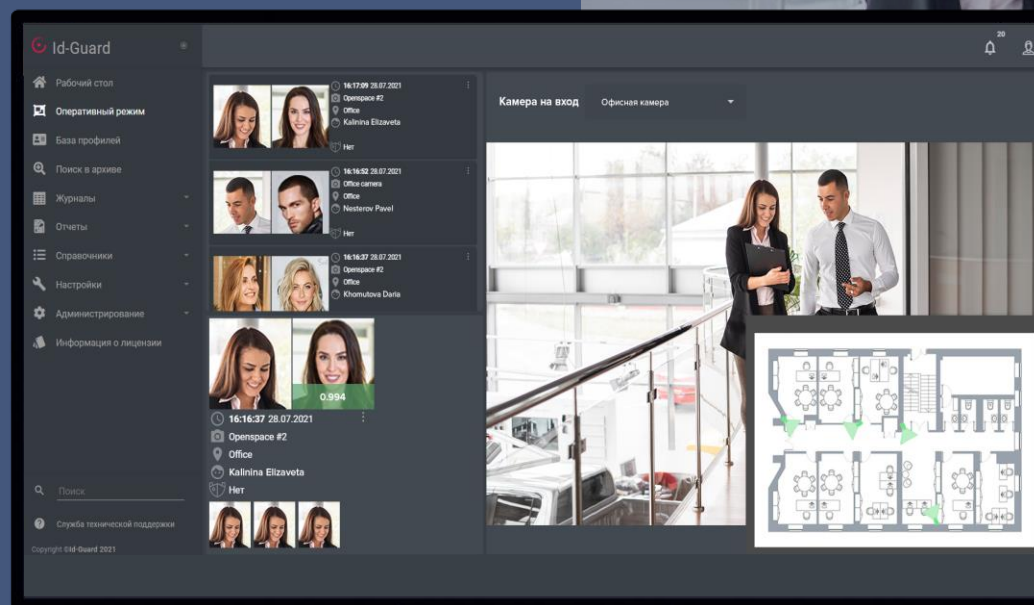 Id-Guard
20
Рабочий стол
Оперативный режим
База профилей
Поиск в архиве
Журналы
Отчеты
Справочники
Настройки
Администрирование
Информация о лицензии
Поиск
Служба технической поддержки
Copyright ©Id-Guard 2021
16:17:09 28.07.2021
Openspace #2
Office
Kalinina Elizaveta
Нет
16:16:52 28.07.2021
Office camera
Office
Nesterov Pavel
Нет
16:16:37 28.07.2021
Openspace #2
Office
Khomutova Daria
0.994
16:16:37 28.07.2021
Openspace #2
Office
Kalinina Elizaveta
Нет
Камера на вход
Офисная камера